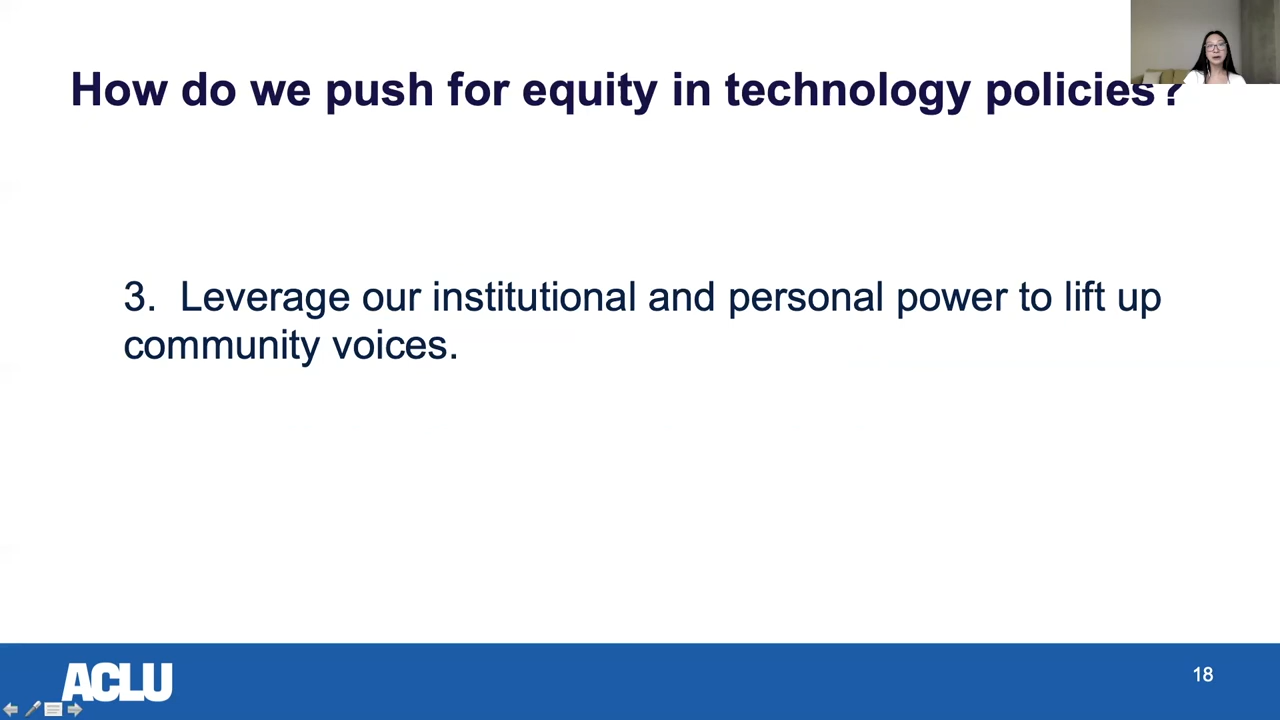 How do we push for equity in technology policies?
3. Leverage our institutional and personal power to lift up
community voices.
ACLU
18